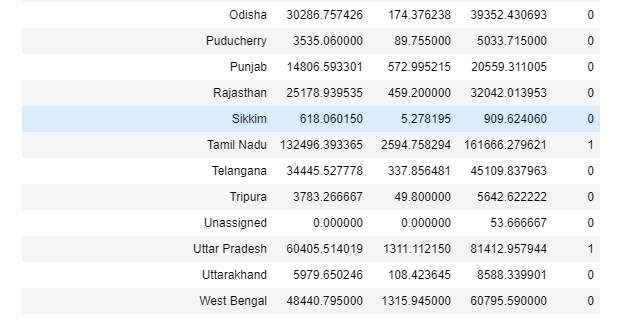 Odisha 30286.757426 174.376238 39352.430693 0
Puducherry 3535.060000 89.755000 5033.715000 0
Punjab 14806.593301 572.995215 20559.311005 0
Rajasthan 25178.939535 459.200000 32042.013953 0
Sikkim 618.060150 5.278195 909.624060 0
Tamil Nadu 132496.393365 2594.758294 161666.279621 1
Telangana 34445.527778 337.856481 45109.837963 0
Tripura 3783.266667 49.800000 5642.622222 0
Unassigned 0.000000 0.000000 53.666667 0
Uttar Pradesh 60405.514019 1311.112150 81412.957944 1
Uttarakhand 5979.650246 108.423645 8588.339901 0
West Bengal 48440.795000 1315.945000 60795.590000 0